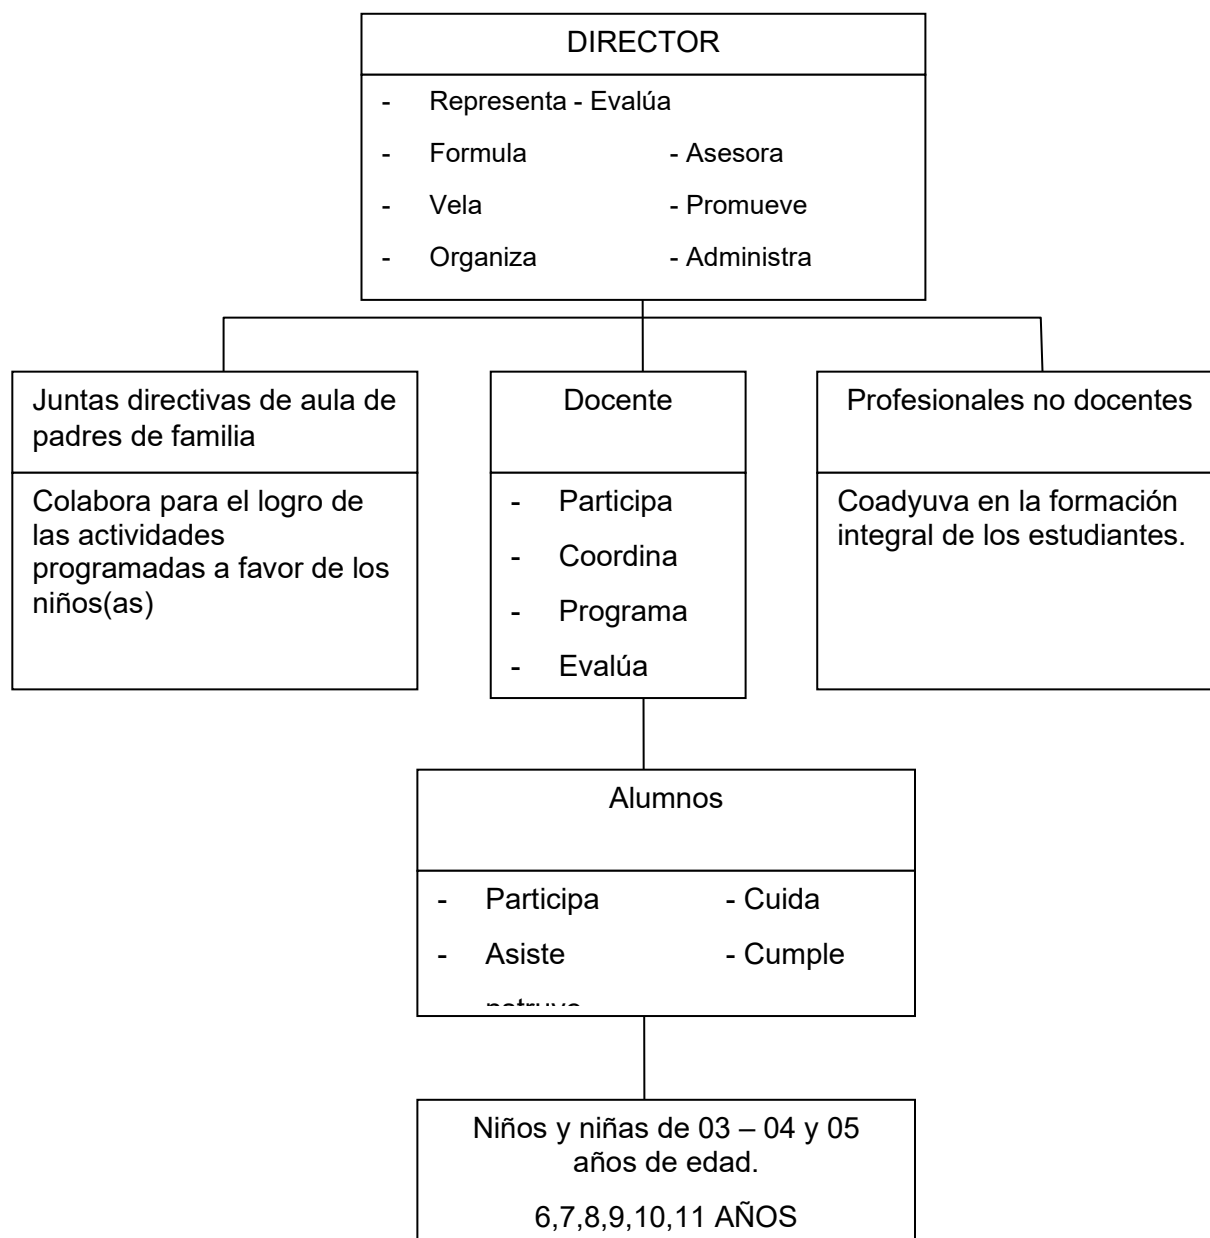 DIRECTOR
- Representa - Evalúa
- Formula - Asesora
- Vela - Promueve
- Organiza - Administra
Juntas directivas de aula de
padres de familia
Colabora para el logro de
las actividades
programadas a favor de los
niños(as)
Docente
- Participa
- Coordina
- Programa
- Evalúa
Profesionales no docentes
Coadyuva en la formación
integral de los estudiantes.
Alumnos
- Participa - Cuida
- Asiste - Cumple
Niños y niñas de 03 – 04 y 05
años de edad.
6,7,8,9,10,11 AÑOS